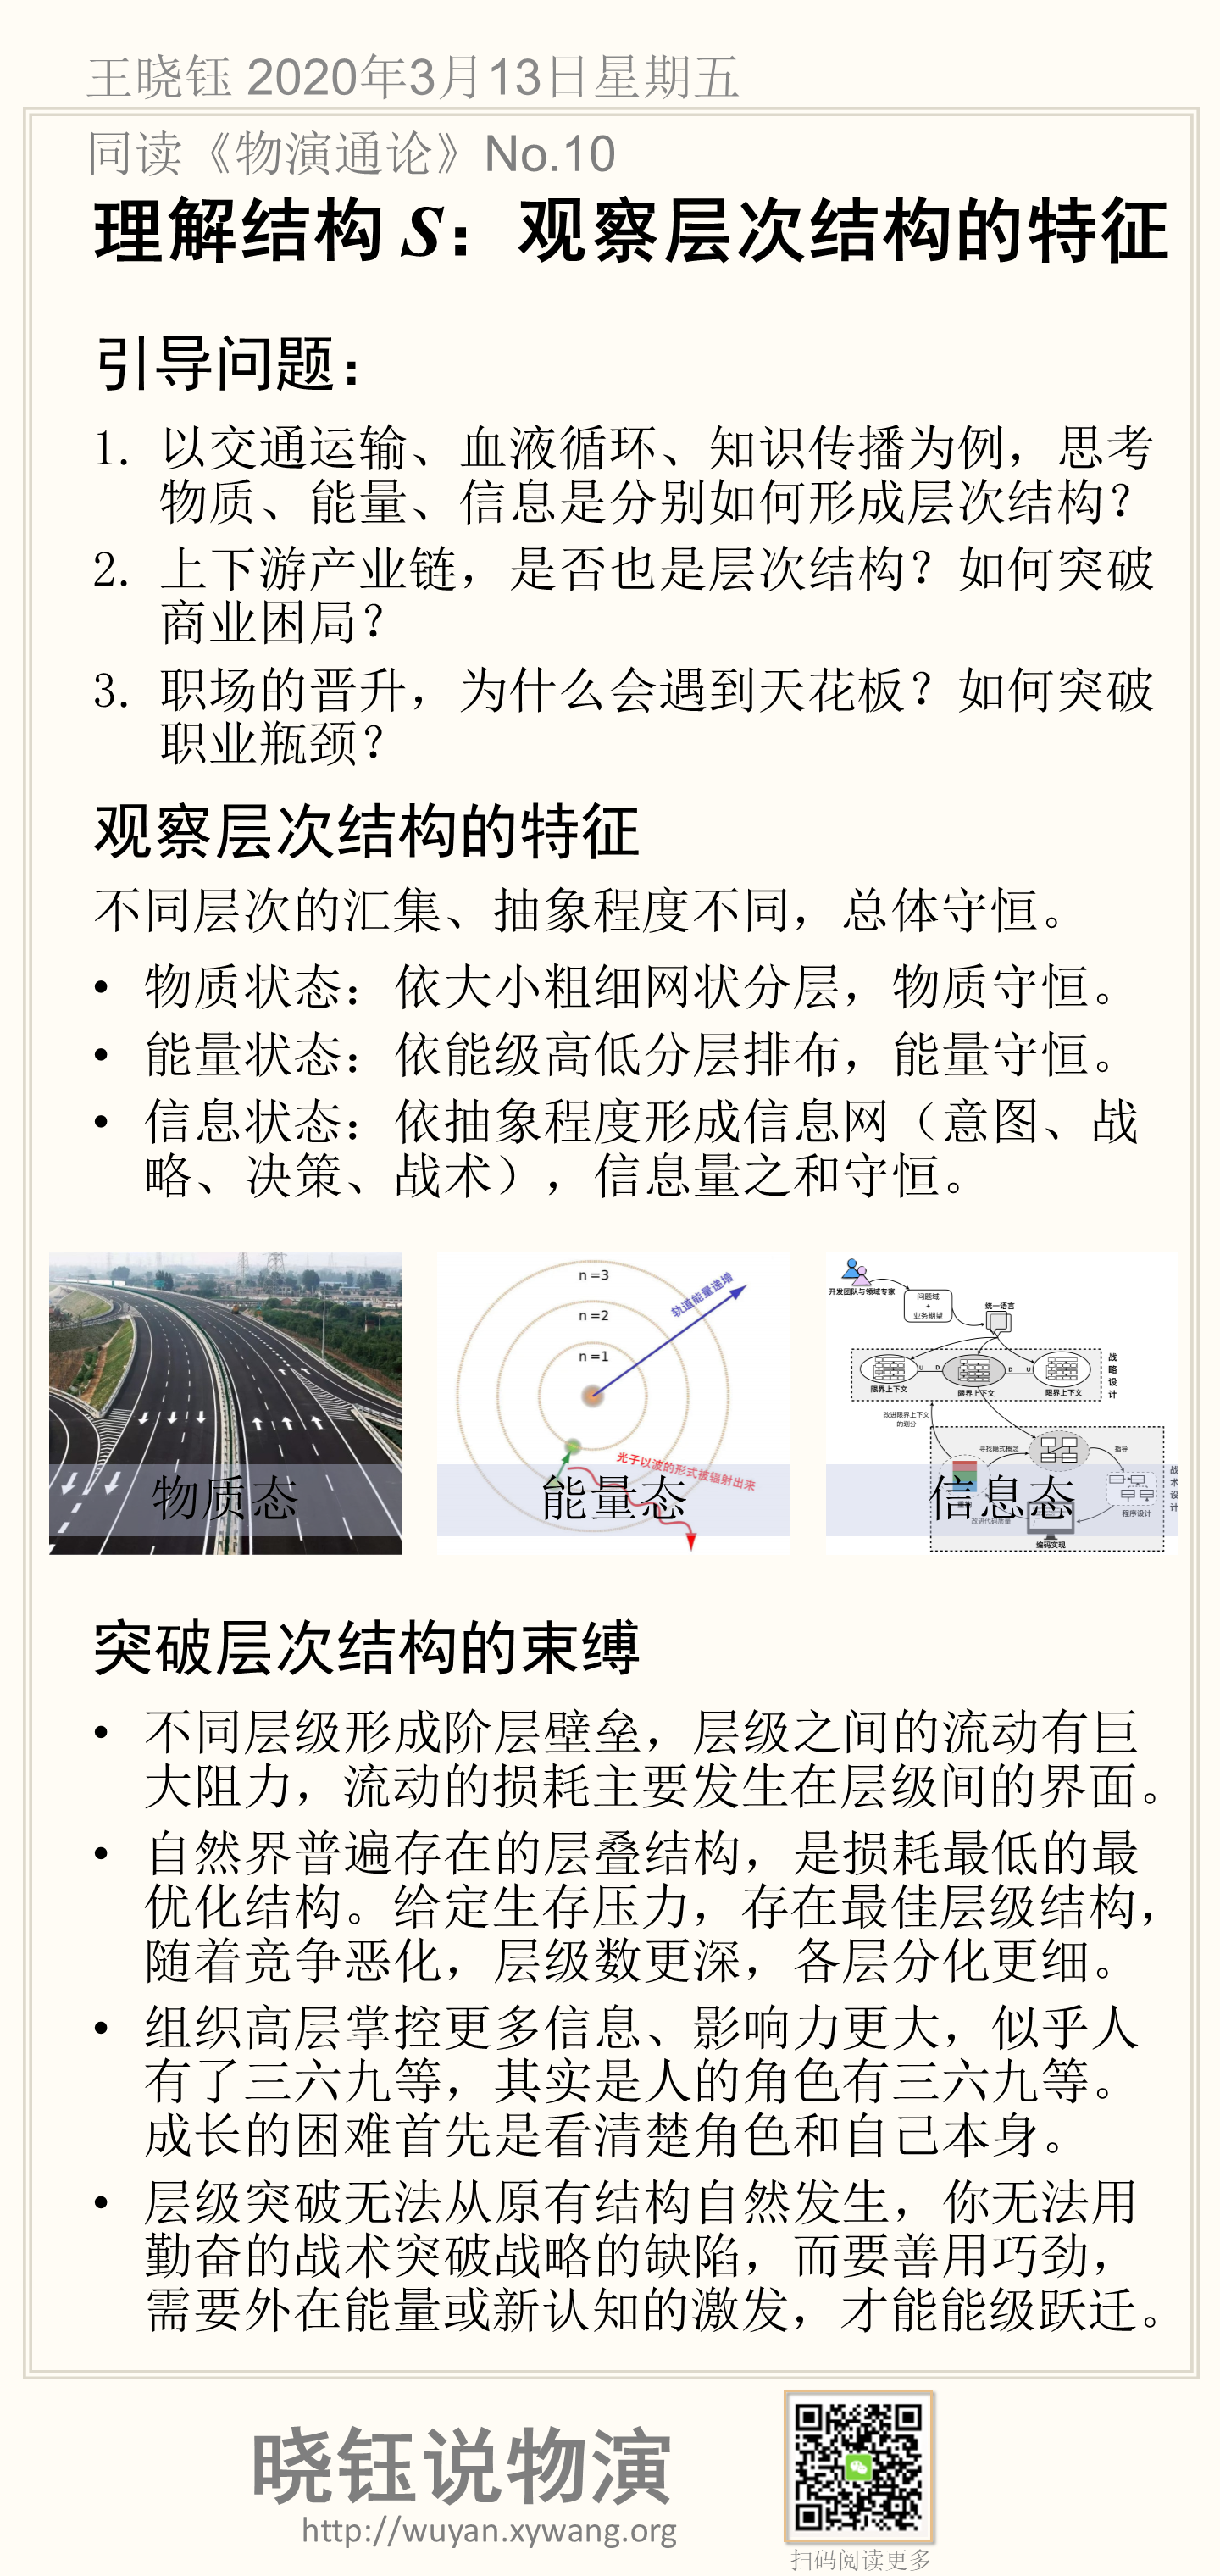 王晓钰 2020年3月13日星期五
同读《物演通论》No.10
理解结构 S：观察层次结构的特征
引导问题：
1. 以交通运输、血液循环、知识传播为例，思考
物质、能量、信息是分别如何形成层次结构？
2. 上下游产业链，是否也是层次结构？如何突破
商业困局？
3. 职场的晋升，为什么会遇到天花板？如何突破
职业瓶颈？
观察层次结构的特征
不同层次的汇集、抽象程度不同，总体守恒。
• 物质状态：依大小粗细网状分层，物质守恒。
• 能量状态：依能级高低分层排布，能量守恒。
• 信息状态：依抽象程度形成信息网（意图、战
略、决策、战术），信息量之和守恒。
物质态
n=3
n=2
n=1
轨道能量递增
光子以波的形式被辐射出来
能量态
开发团队与领域专家
问题域
+
业务期望
统一语言
U D D U
限界上下文 限界上下文 限界上下文
战略设计
改进限界上下文
的划分
寻找隐式概念
指导
程序设计
战术设计
改进代码质量
编码实现
信息态
突破层次结构的束缚
• 不同层级形成阶层壁垒，层级之间的流动有巨
大阻力，流动的损耗主要发生在层级间的界面。
• 自然界普遍存在的层叠结构，是损耗最低的最
优化结构。给定生存压力，存在最佳层级结构，
随着竞争恶化，层级数更深，各层分化更细。
• 组织高层掌控更多信息、影响力更大，似乎人
有了三六九等，其实是人的角色有三六九等。
成长的困难首先是看清楚角色和自己本身。
• 层级突破无法从原有结构自然发生，你无法用
勤奋的战术突破战略的缺陷，而要善用巧劲，
需要外在能量或新认知的激发，才能能级跃迁。
晓钰说物演
http://wuyan.xywang.org
扫码阅读更多